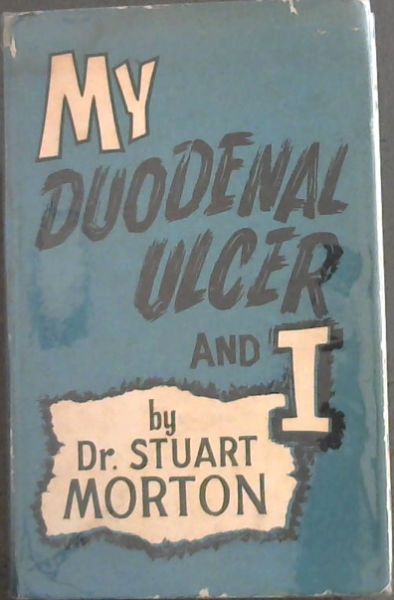 MY
DUODENAL
ULCER
AND I
by
Dr. STUART
MORTON